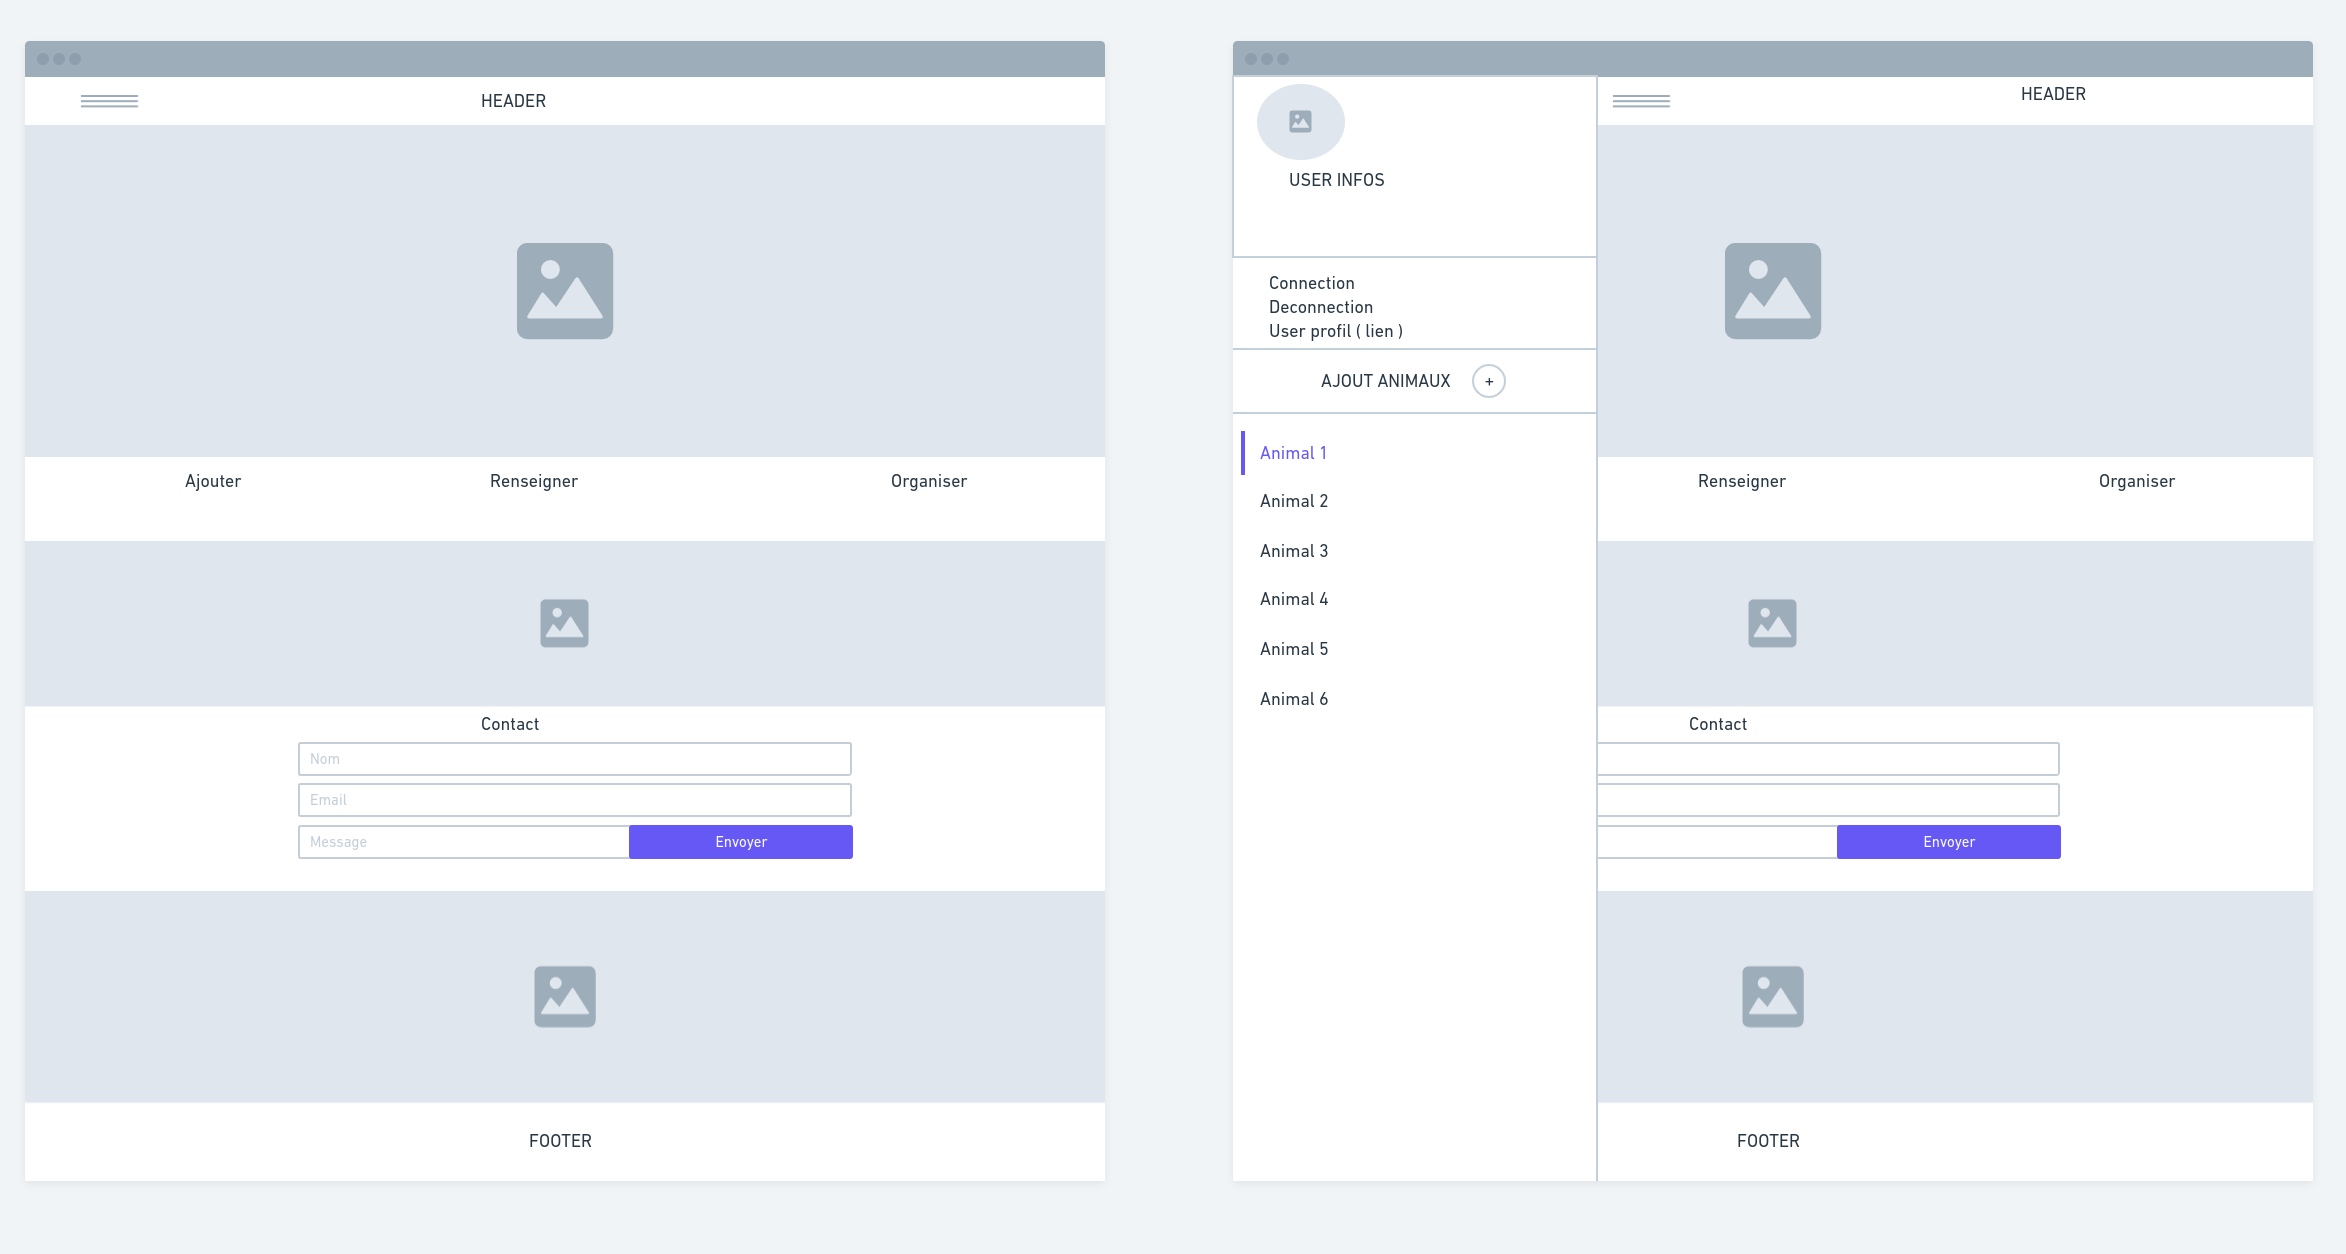 HEADER
Ajouter
Renseigner
Organiser
Contact
Nom
Email
Message
Envoyer
FOOTER
USER INFOS
Connection
Deconnection
User profil ( lien )
AJOUT ANIMAUX +
Animal 1
Animal 2
Animal 3
Animal 4
Animal 5
Animal 6
HEADER
Renseigner
Organiser
Contact
Envoyer
FOOTER